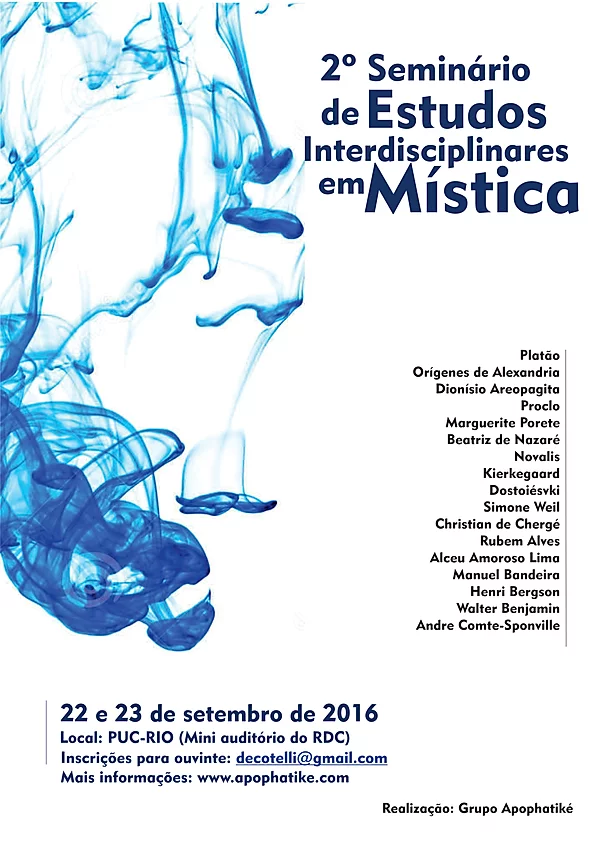 2º Seminário
de Estudos
Interdisciplinares
em Mística
Platão
Orígenes de Alexandria
Dionísio Areopagita
Proclo
Marguerite Porete
Beatriz de Nazaré
Novalis
Kierkegaard
Dostoiésvki
Simone Weil
Christian de Chergé
Rubem Alves
Alceu Amoroso Lima
Manuel Bandeira
Henri Bergson
Walter Benjamin
Andre Comte-Sponville
22 e 23 de setembro de 2016
Local: PUC-RIO (Mini auditório do RDC)
Inscrições para ouvinte: decotelli@gmail.com
Mais informações: www.apophatike.com
Realização: Grupo Apophatiké